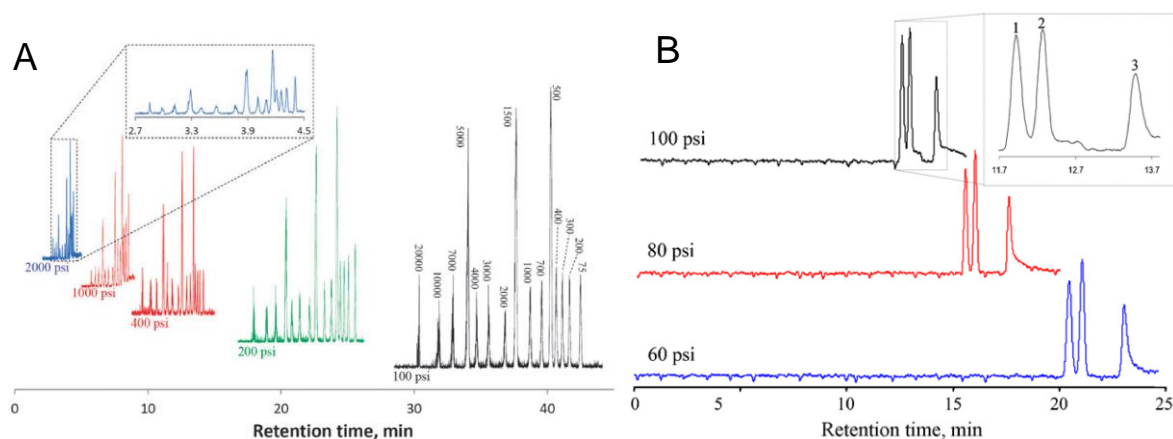 A
2.7 3.3 3.9 4.5
2000 psi
1000 psi
400 psi
200 psi
100 psi
20000
10000
7000
5000
4000
3000
2000
1500
1000
700
500
400
300
200
75
0 10 20 30 40
Retention time, min
B
1 2 3
11.7 12.7 13.7
100 psi
80 psi
60 psi
0 5 10 15 20 25
Retention time, min